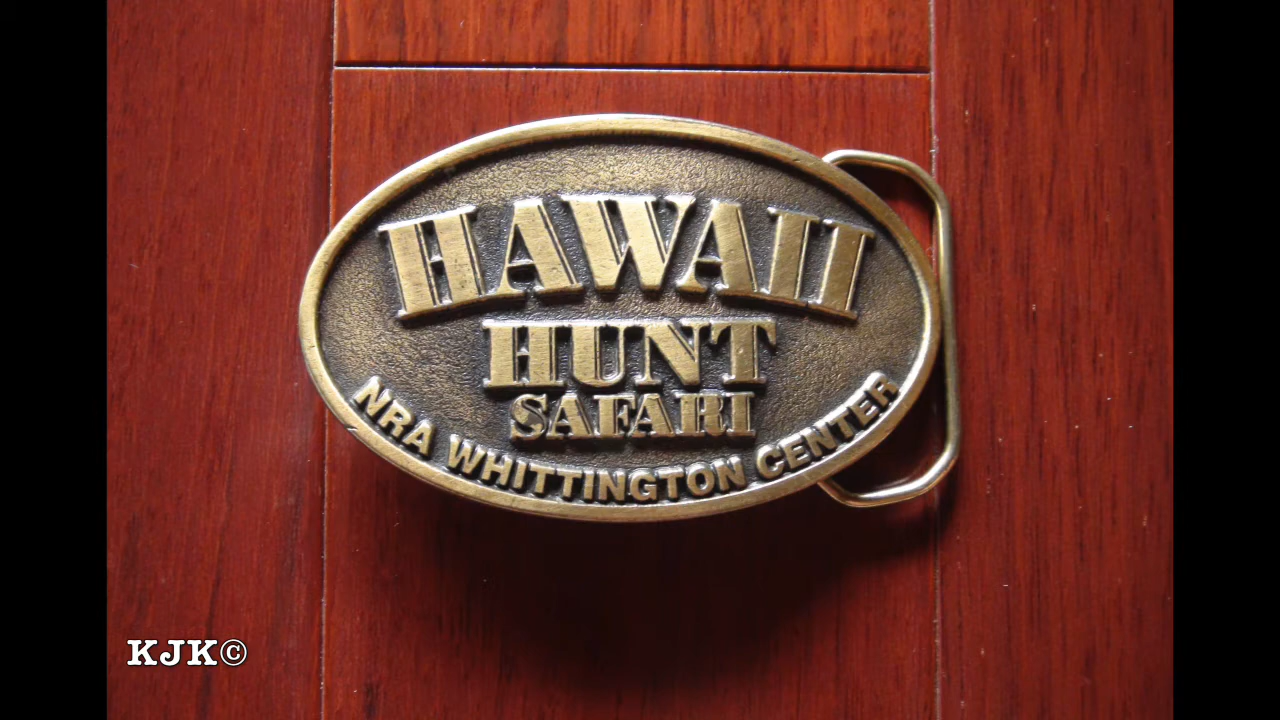 HAWAII
HUNT
SAFARI
NRA WHITTINGTON CENTER
KJK©